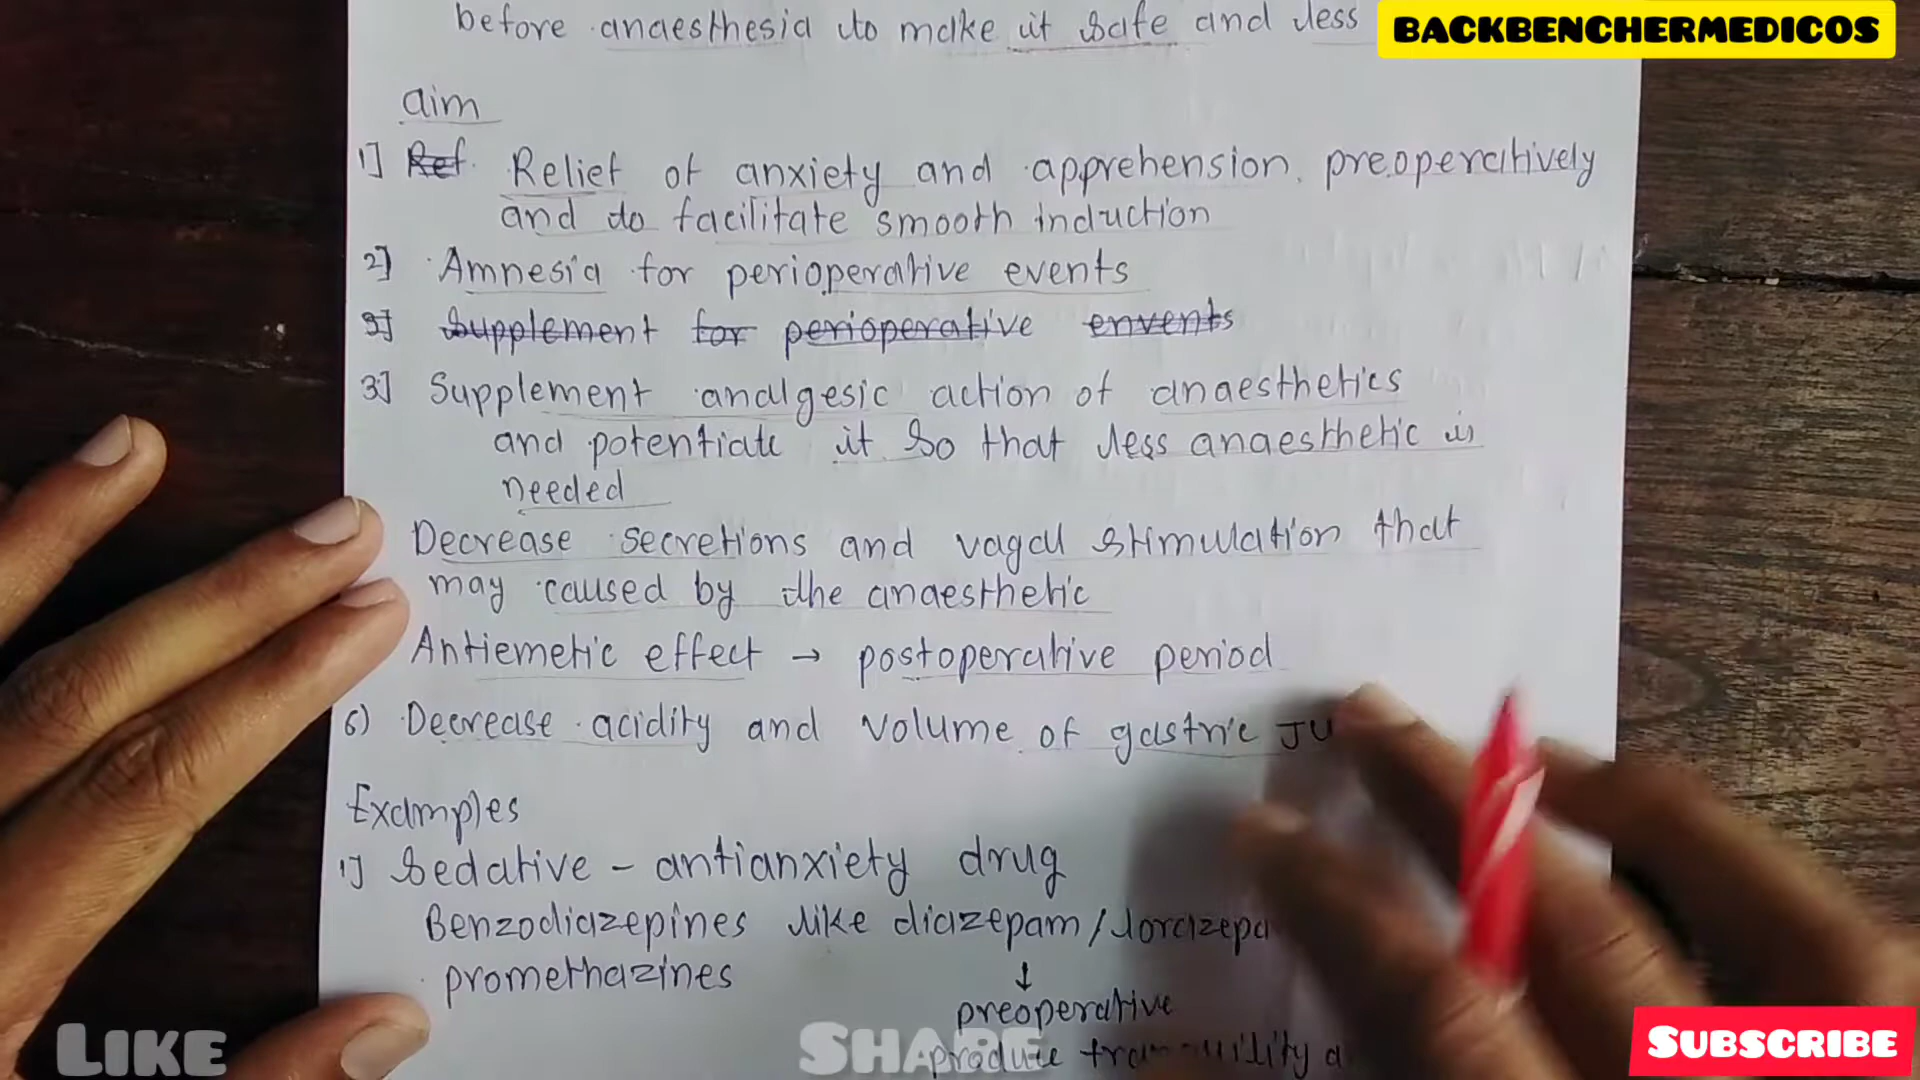 before anaesthesia to make it safe and less
BACKBENCHERMEDICOS
aim
1] Ref. Relief of anxiety and apprehension preoperatively
and to facilitate smooth induction
2] Amnesia for perioperative events
3] Supplement for perioperative envents
3] Supplement analgesic action of anaesthetics
and potentiate it so that less anaesthetic is
needed
Decrease secretions and vagal stimulation that
may caused by the anaesthetic
Antiemetic effect → postoperative period
6) Decrease acidity and volume of gastric JU
Examples
1] Sedative - antianxiety drug
Benzodiazepines like diazepam/lorazepa
promethazines
↓
preoperative
produce
LIKE
SHARE
SUBSCRIBE